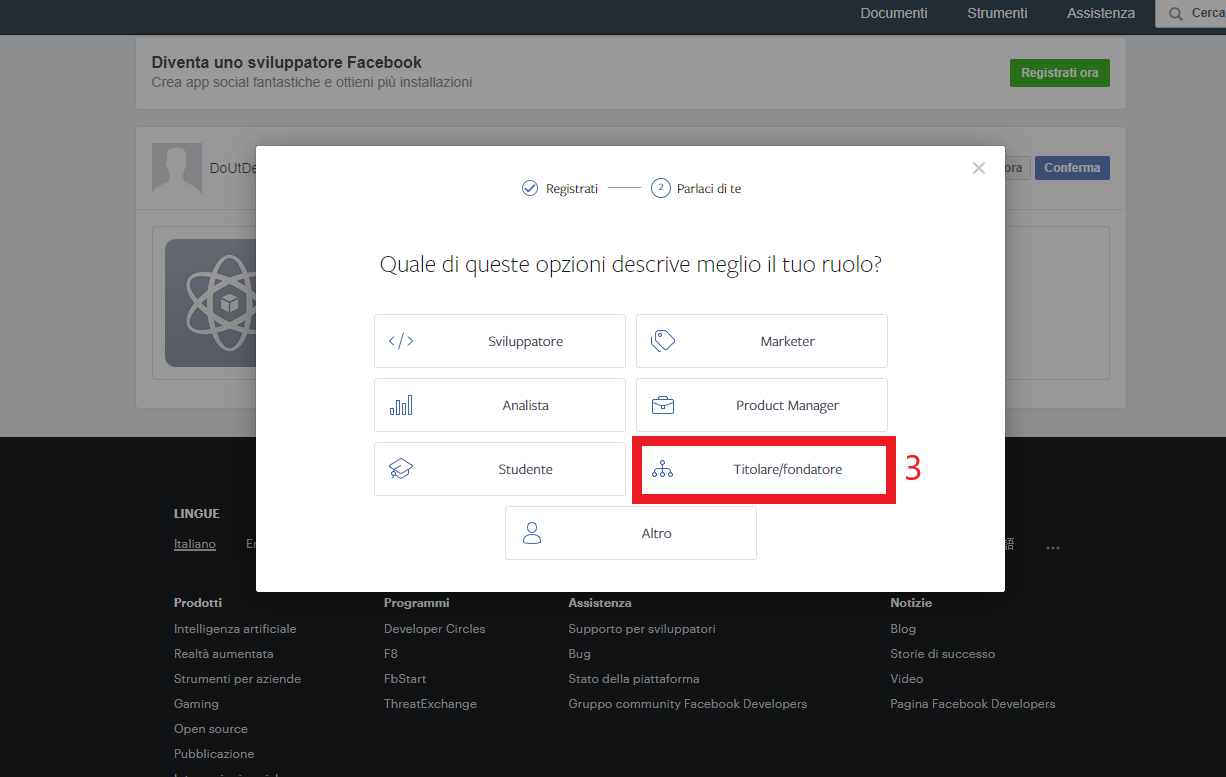 Documenti Strumenti Assistenza Cerca
Diventa uno sviluppatore Facebook
Crea app social fantastiche e ottieni più installazioni
Registrati ora
DoUtDe
ora
Conferma
Registrati 2 Parlaci di te
Quale di queste opzioni descrive meglio il tuo ruolo?
Sviluppatore Marketer
Analista Product Manager
Studente Titolare/fondatore 3
Altro
LINGUE
Italiano
...
Prodotti Programmi Assistenza Notizie
Intelligenza artificiale Developer Circles Supporto per sviluppatori Blog
Realtà aumentata F8 Bug Storie di successo
Strumenti per aziende FbStart Stato della piattaforma Video
Gaming ThreatExchange Gruppo community Facebook Developers Pagina Facebook Developers
Open source
Pubblicazione